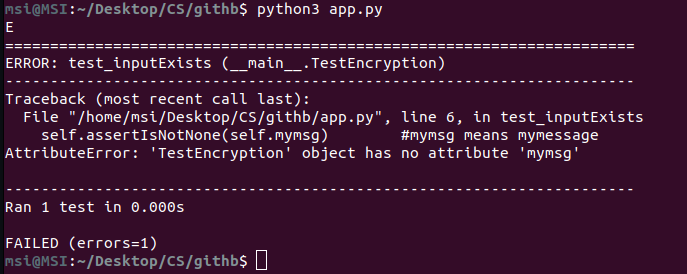 msi@MSI:~/Desktop/CS/githb$ python3 app.py
E
======================================================================
ERROR: test_inputExists (__main__.TestEncryption)
----------------------------------------------------------------------
Traceback (most recent call last):
  File "/home/msi/Desktop/CS/githb/app.py", line 6, in test_inputExists
    self.assertIsNotNone(self.mymsg)        #mymsg means mymessage
AttributeError: 'TestEncryption' object has no attribute 'mymsg'

----------------------------------------------------------------------
Ran 1 test in 0.000s

FAILED (errors=1)
msi@MSI:~/Desktop/CS/githb$